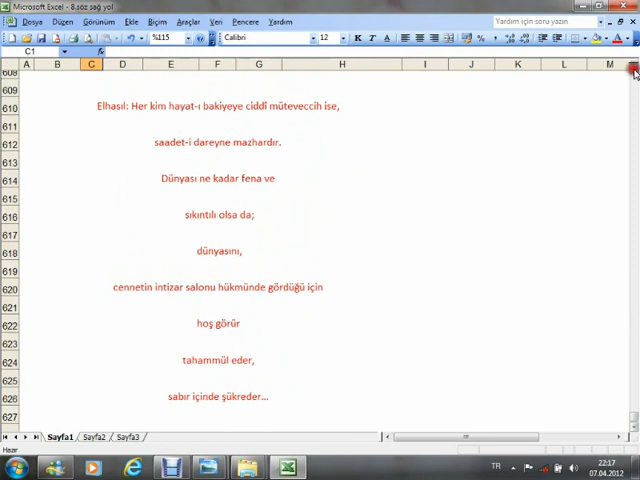 Microsoft Excel - 8.söz sağ yol
Dosya Düzen Görünüm Ekle Biçim Araçlar Veri Pencere Yardım
Yardım için soru yazın
%115
Calibri
12
K T A
C1
fx
A B C D E F G H I J K L M
608
609
610 Elhasıl: Her kim hayat-ı bakiyeye ciddî müteveccih ise,
611
612 saadet-i dareyne mazhardır.
613
614 Dünyası ne kadar fena ve
615
616 sıkıntılı olsa da;
617
618 dünyasını,
619
620 cennetin intizar salonu hükmünde gördüğü için
621
622 hoş görür
623
624 tahammül eder,
625
626 sabır içinde şükreder...
627
Sayfa1 Sayfa2 Sayfa3
Hazır
TR
22:17
07.04.2012